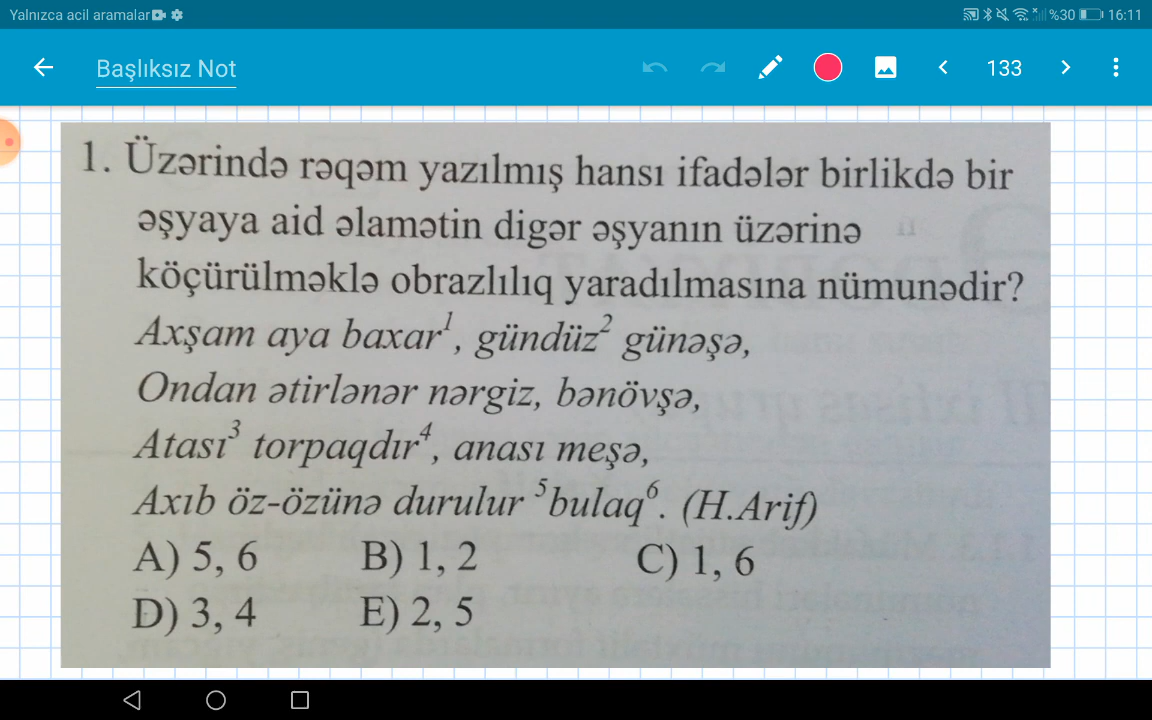 Yalnızca acil aramalar
%30 16:11
Başlıksız Not
133
1. Üzərində rəqəm yazılmış hansı ifadələr birlikdə bir
əşyaya aid əlamətin digər əşyanın üzərinə
köçürülməklə obrazlılıq yaradılmasına nümunədir?
Axşam aya baxar¹, gündüz² günəşə,
Ondan ətirlənər nərgiz, bənövşə,
Atası³ torpaqdır⁴, anası meşə,
Axıb öz-özünə durulur ⁵bulaq⁶. (H.Arif)
A) 5, 6 B) 1, 2 C) 1, 6
D) 3, 4 E) 2, 5